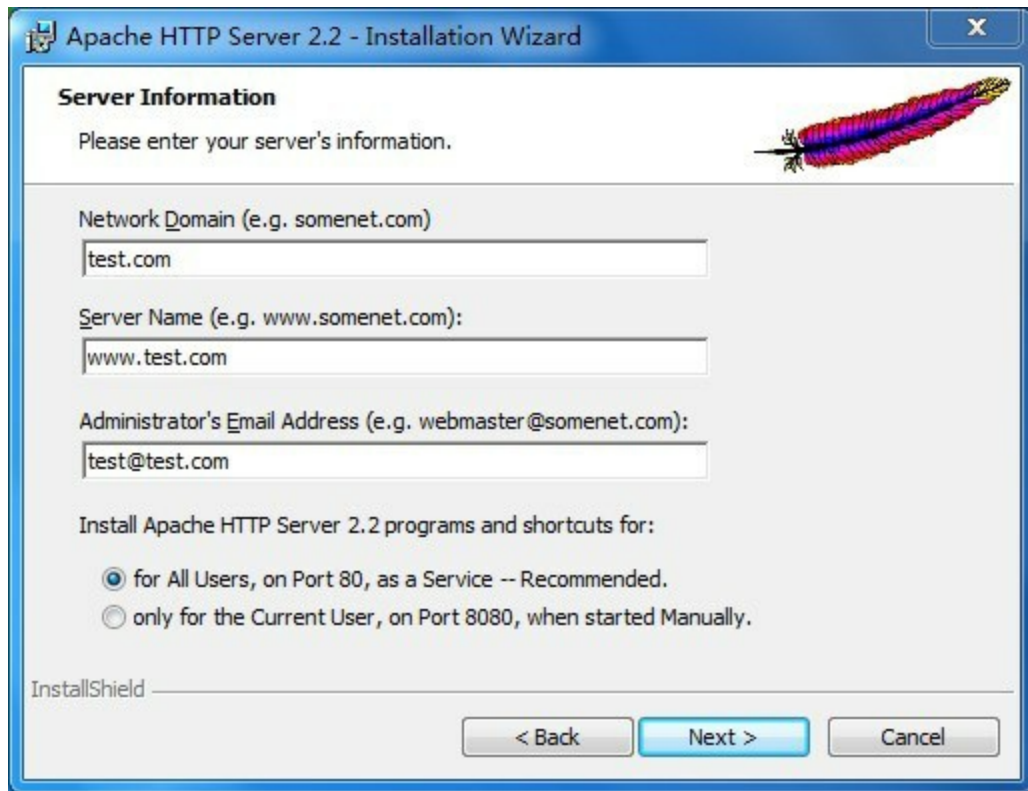 Apache HTTP Server 2.2 - Installation Wizard
X
Server Information
Please enter your server's information.
Network Domain (e.g. somenet.com)
test.com
Server Name (e.g. www.somenet.com):
www.test.com
Administrator's Email Address (e.g. webmaster@somenet.com):
test@test.com
Install Apache HTTP Server 2.2 programs and shortcuts for:
for All Users, on Port 80, as a Service -- Recommended.
only for the Current User, on Port 8080, when started Manually.
InstallShield
< Back Next > Cancel